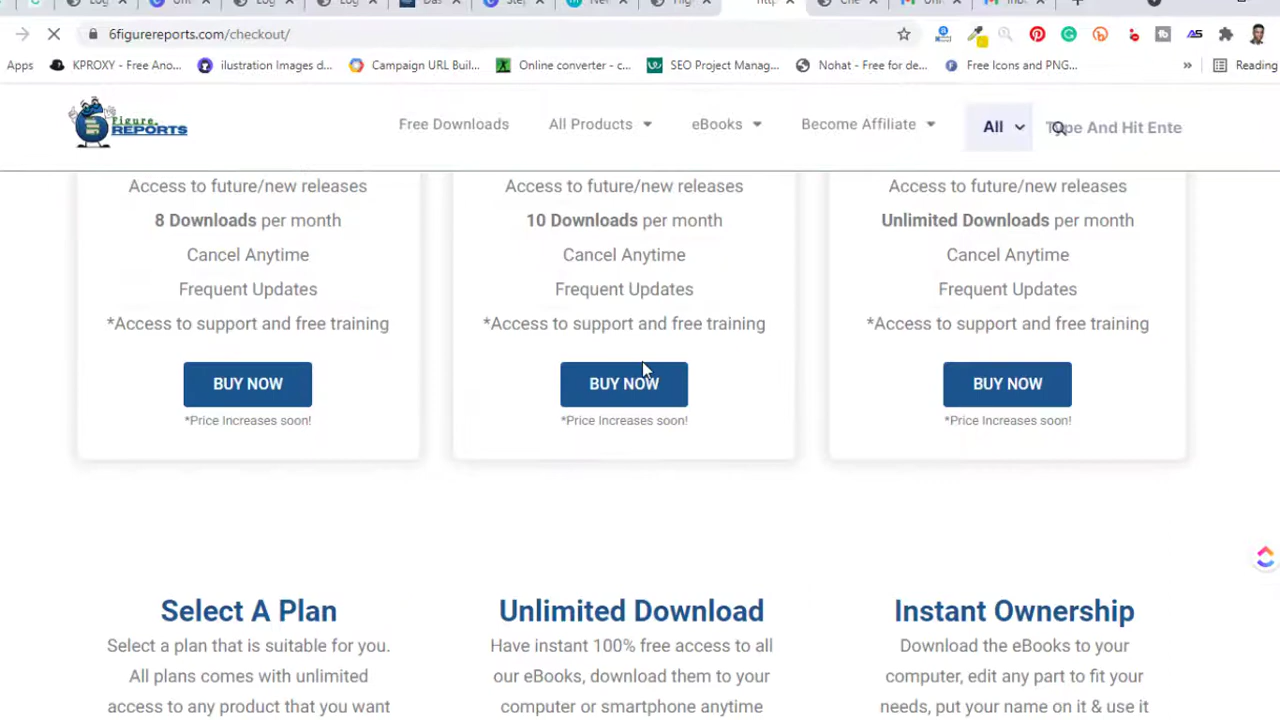 6figurereports.com/checkout/
Apps KPROXY - Free Ano... ilustration Images d... Campaign URL Buil... Online converter - c... SEO Project Manag... Nohat - Free for de... Free Icons and PNG... » Reading
Figure REPORTS
Free Downloads All Products eBooks Become Affiliate All Type And Hit Ente
Access to future/new releases Access to future/new releases Access to future/new releases
8 Downloads per month 10 Downloads per month Unlimited Downloads per month
Cancel Anytime Cancel Anytime Cancel Anytime
Frequent Updates Frequent Updates Frequent Updates
*Access to support and free training *Access to support and free training *Access to support and free training
BUY NOW BUY NOW BUY NOW
*Price Increases soon! *Price Increases soon! *Price Increases soon!
Select A Plan Unlimited Download Instant Ownership
Select a plan that is suitable for you. Have instant 100% free access to all Download the eBooks to your
All plans comes with unlimited our eBooks, download them to your computer, edit any part to fit your
access to any product that you want computer or smartphone anytime needs, put your name on it & use it